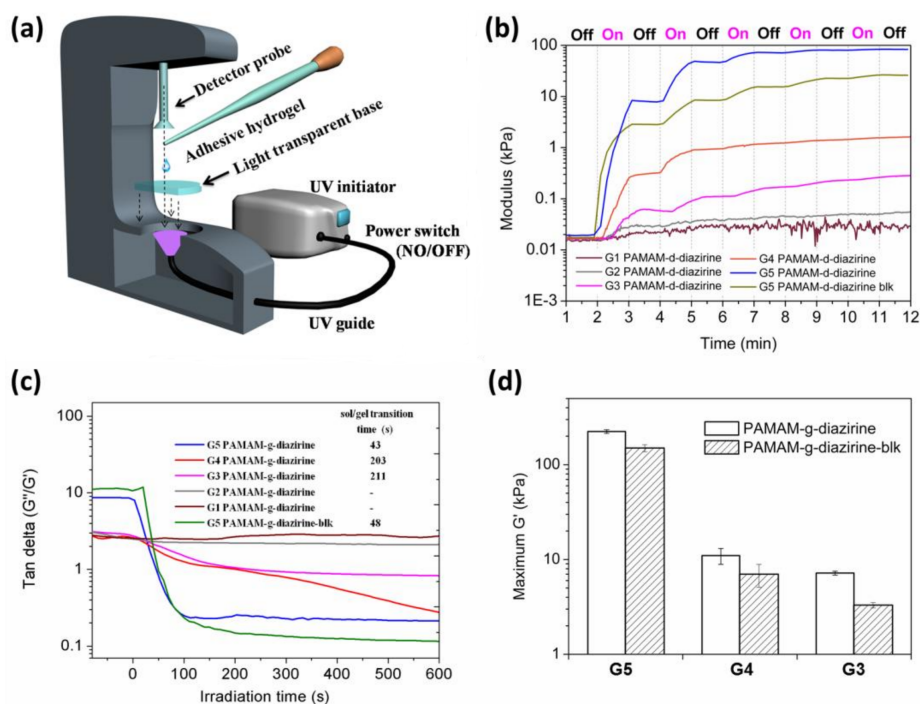 (a)
Detector probe
Adhesive hydrogel
Light transparent base
UV initiator
Power switch
(NO/OFF)
UV guide
(b)
Off On Off On Off On Off On Off On Off
Modulus (kPa)
100
10
1
0.1
0.01
1E-3
G1 PAMAM-d-diazirine
G2 PAMAM-d-diazirine
G3 PAMAM-d-diazirine
G4 PAMAM-d-diazirine
G5 PAMAM-d-diazirine
G5 PAMAM-d-diazirine blk
1 2 3 4 5 6 7 8 9 10 11 12
Time (min)
(c)
Tan delta (G''/G')
100
10
1
0.1
sol/gel transition
time (s)
G5 PAMAM-g-diazirine 43
G4 PAMAM-g-diazirine 203
G3 PAMAM-g-diazirine 211
G2 PAMAM-g-diazirine -
G1 PAMAM-g-diazirine -
G5 PAMAM-g-diazirine-blk 48
0 100 200 300 400 500 600
Irradiation time (s)
(d)
Maximum G' (kPa)
100
10
1
PAMAM-g-diazirine
PAMAM-g-diazirine-blk
G5 G4 G3